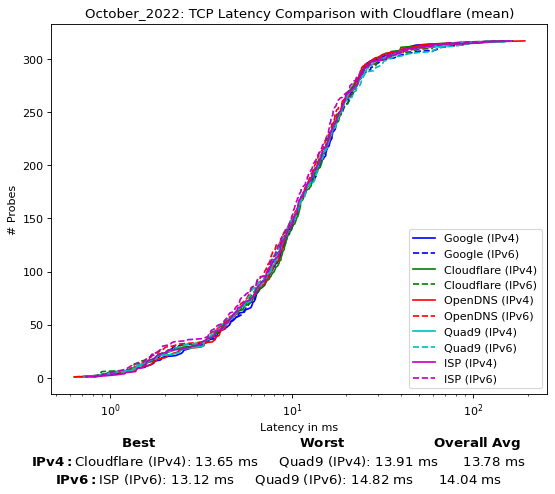 October_2022: TCP Latency Comparison with Cloudflare (mean)
# Probes
300
250
200
150
100
50
0
Google (IPv4)
Google (IPv6)
Cloudflare (IPv4)
Cloudflare (IPv6)
OpenDNS (IPv4)
OpenDNS (IPv6)
Quad9 (IPv4)
Quad9 (IPv6)
ISP (IPv4)
ISP (IPv6)
10⁰ 10¹ 10²
Latency in ms
Best Worst Overall Avg
IPv4: Cloudflare (IPv4): 13.65 ms Quad9 (IPv4): 13.91 ms 13.78 ms
IPv6: ISP (IPv6): 13.12 ms Quad9 (IPv6): 14.82 ms 14.04 ms